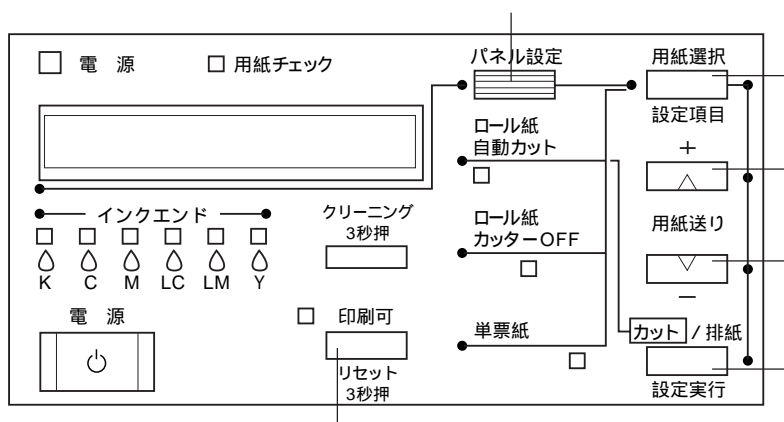 電 源
用紙チェック
パネル設定
用紙選択
設定項目
ロール紙
自動カット
+
インクエンド
クリーニング
3秒押
ロール紙
カッターOFF
用紙送り
K C M LC LM Y
−
電 源
印刷可
単票紙
カット / 排紙
リセット
3秒押
設定実行